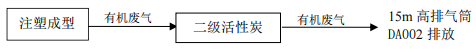 注塑成型
有机废气
二级活性炭
有机废气
15m 高排气筒
DA002 排放